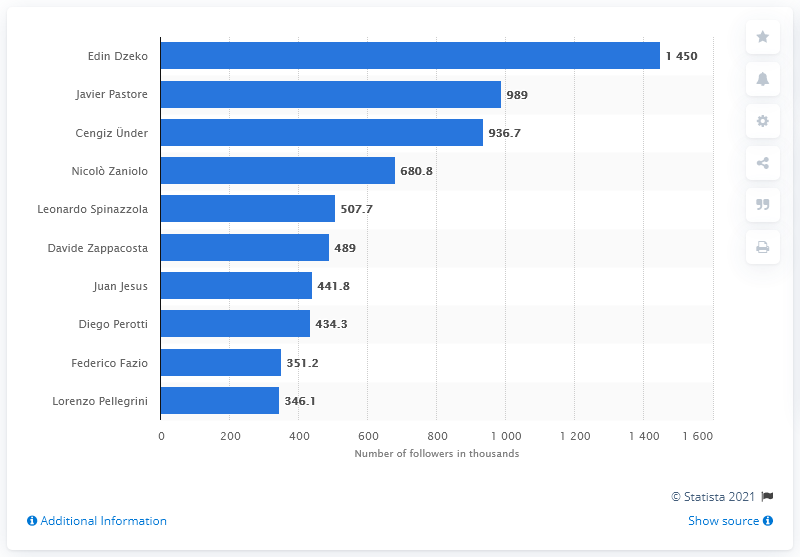 Edin Dzeko 1 450
Javier Pastore 989
Cengiz Ünder 936.7
Nicolò Zaniolo 680.8
Leonardo Spinazzola 507.7
Davide Zappacosta 489
Juan Jesus 441.8
Diego Perotti 434.3
Federico Fazio 351.2
Lorenzo Pellegrini 346.1
0 200 400 600 800 1 000 1 200 1 400 1 600
Number of followers in thousands
© Statista 2021
Additional Information Show source